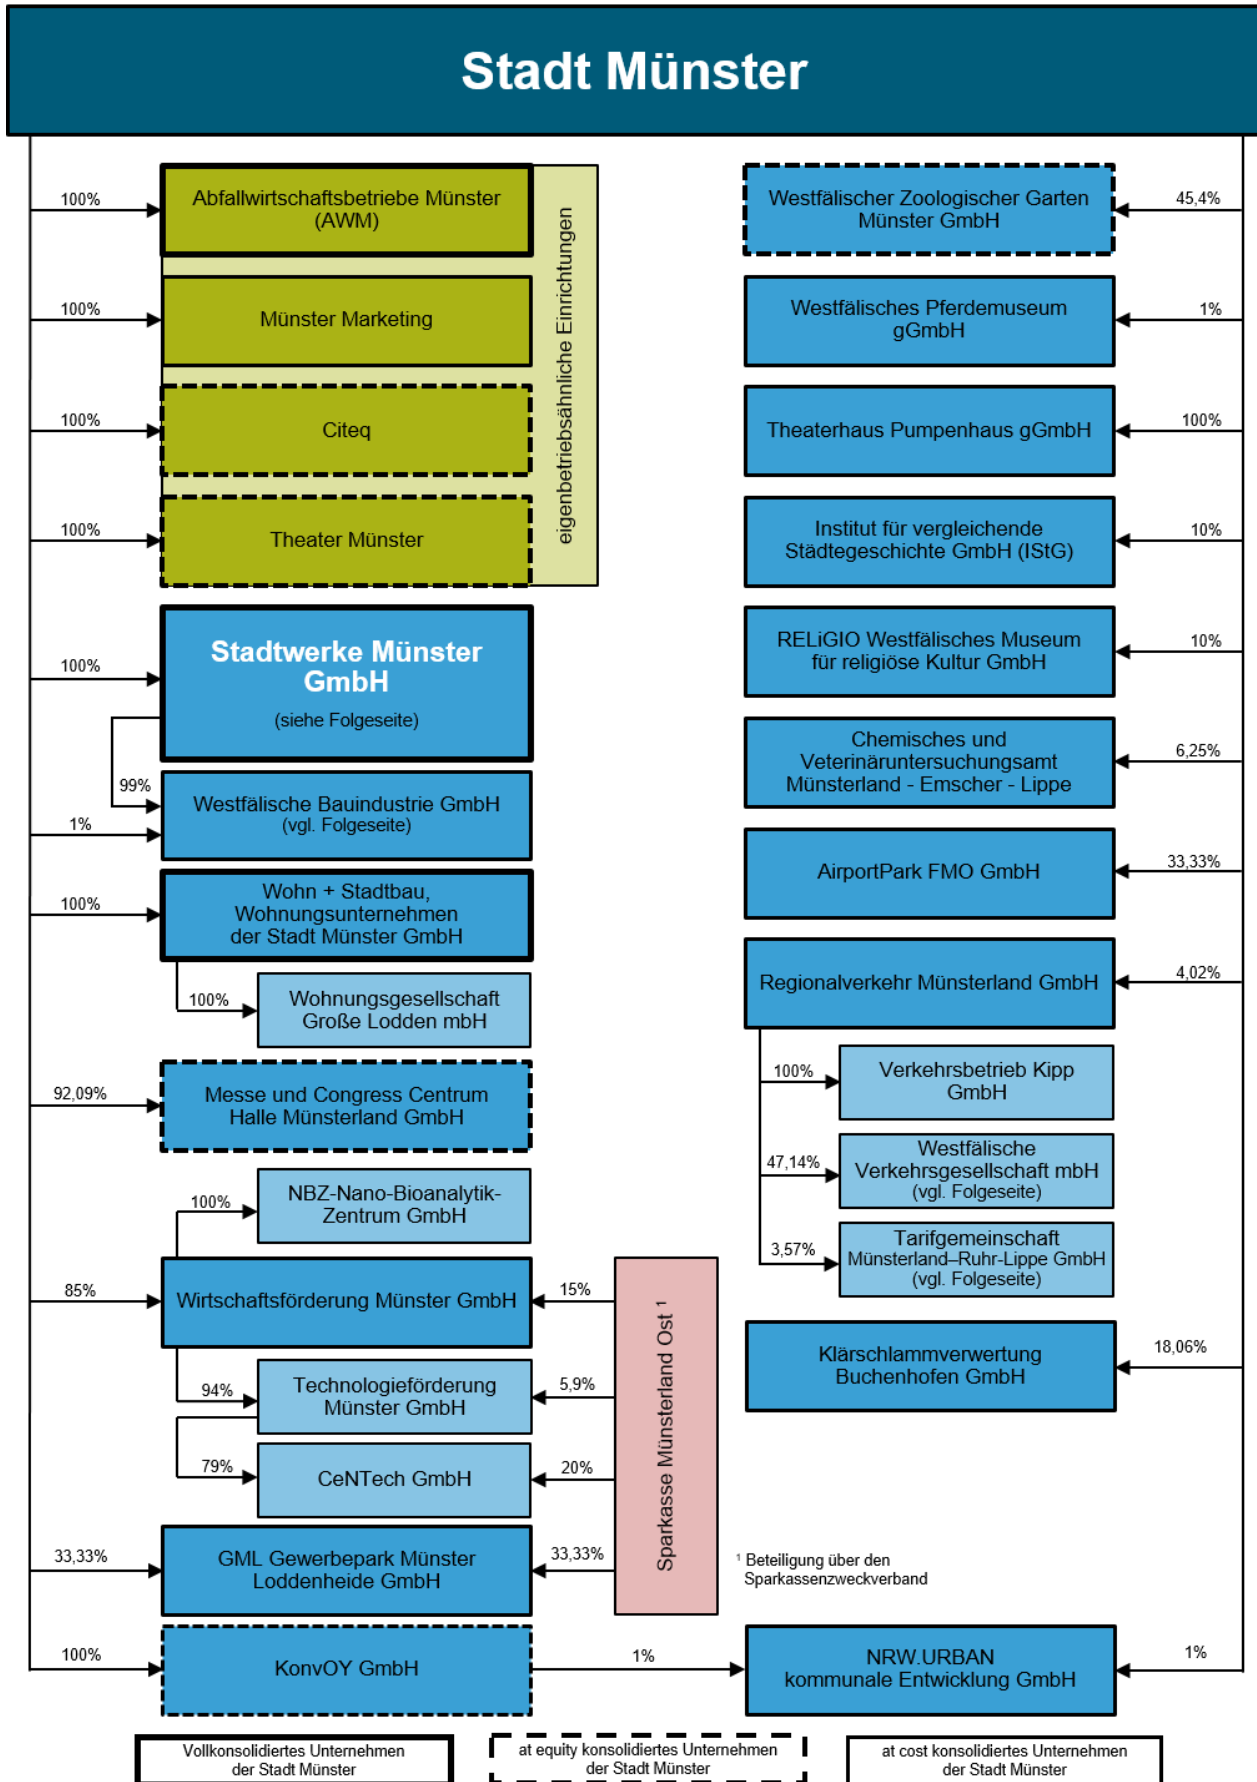 Stadt Münster
100%
Abfallwirtschaftsbetriebe Münster
(AWM)
100%
Münster Marketing
100%
Citeq
100%
Theater Münster
eigenbetriebsähnliche Einrichtungen
100%
Stadtwerke Münster
GmbH
(siehe Folgeseite)
99%
1%
Westfälische Bauindustrie GmbH
(vgl. Folgeseite)
100%
Wohn + Stadtbau,
Wohnungsunternehmen
der Stadt Münster GmbH
100%
Wohnungsgesellschaft
Große Lodden mbH
92,09%
Messe und Congress Centrum
Halle Münsterland GmbH
100%
NBZ-Nano-Bioanalytik-
Zentrum GmbH
85%
Wirtschaftsförderung Münster GmbH
15%
94%
Technologieförderung
Münster GmbH
5,9%
79%
CeNTech GmbH
20%
33,33%
GML Gewerbepark Münster
Loddenheide GmbH
33,33%
Sparkasse Münsterland Ost ¹
100%
KonvOY GmbH
1%
Westfälischer Zoologischer Garten
Münster GmbH
45,4%
Westfälisches Pferdemuseum
gGmbH
1%
Theaterhaus Pumpenhaus gGmbH
100%
Institut für vergleichende
Städtegeschichte GmbH (IStG)
10%
RELiGIO Westfälisches Museum
für religiöse Kultur GmbH
10%
Chemisches und
Veterinäruntersuchungsamt
Münsterland - Emscher - Lippe
6,25%
AirportPark FMO GmbH
33,33%
Regionalverkehr Münsterland GmbH
4,02%
100%
Verkehrsbetrieb Kipp
GmbH
47,14%
Westfälische
Verkehrsgesellschaft mbH
(vgl. Folgeseite)
3,57%
Tarifgemeinschaft
Münsterland–Ruhr-Lippe GmbH
(vgl. Folgeseite)
Klärschlammverwertung
Buchenhofen GmbH
18,06%
¹ Beteiligung über den
Sparkassenzweckverband
NRW.URBAN
kommunale Entwicklung GmbH
1%
Vollkonsolidiertes Unternehmen
der Stadt Münster
at equity konsolidiertes Unternehmen
der Stadt Münster
at cost konsolidiertes Unternehmen
der Stadt Münster